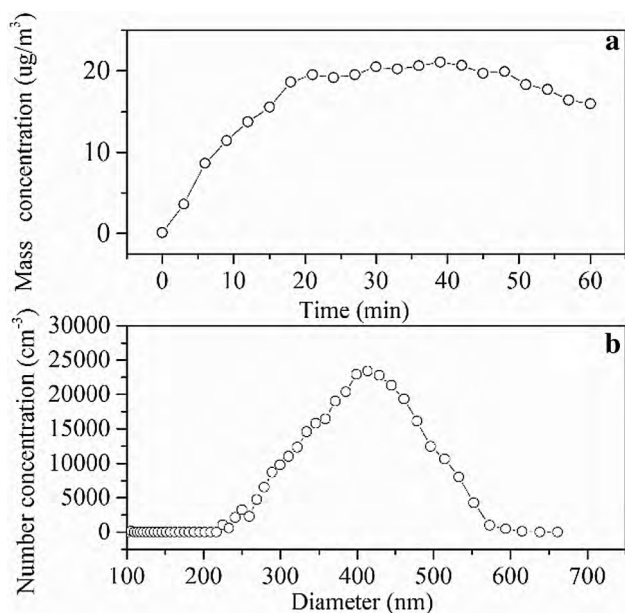 a
Mass concentration (ug/m³)
20
10
0
0 10 20 30 40 50 60
Time (min)
b
Number concentration (cm⁻³)
30000
25000
20000
15000
10000
5000
0
100 200 300 400 500 600 700
Diameter (nm)